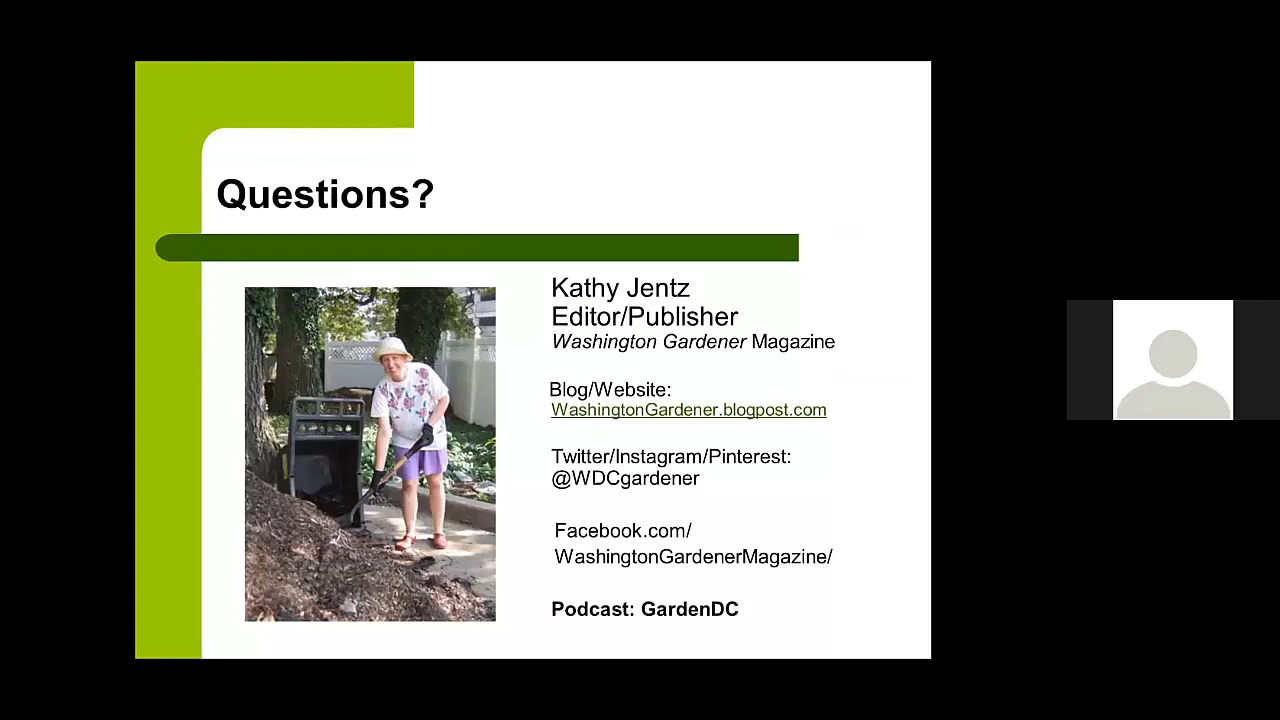 Questions?
Kathy Jentz
Editor/Publisher
Washington Gardener Magazine
Blog/Website:
WashingtonGardener.blogpost.com
Twitter/Instagram/Pinterest:
@WDCgardener
Facebook.com/
WashingtonGardenerMagazine/
Podcast: GardenDC